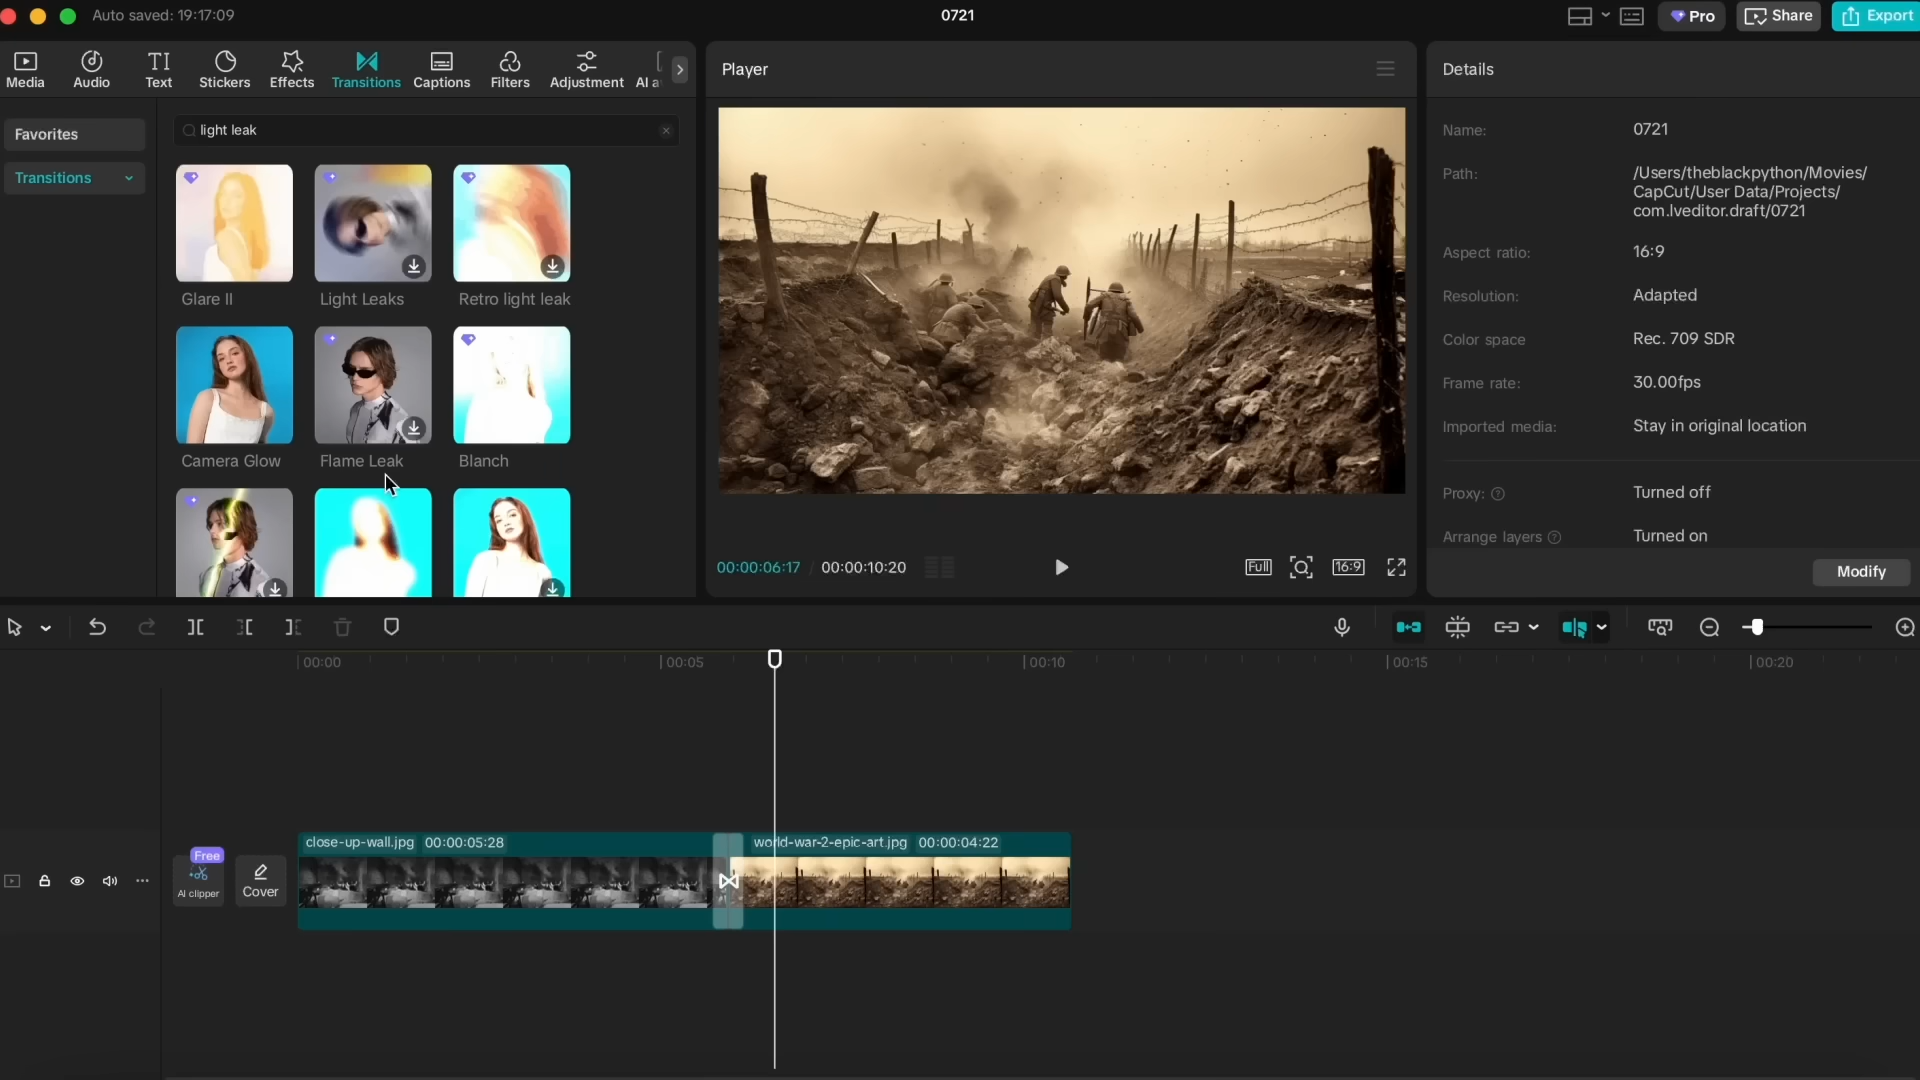 Auto saved: 19:17:09
0721
Pro
Share
Export
Media
Audio
TI
Text
Stickers
Effects
Transitions
Captions
Filters
Adjustment
AI a
Favorites
Transitions
light leak
Glare II
Light Leaks
Retro light leak
Camera Glow
Flame Leak
Blanch
Player
00:00:06:17 / 00:00:10:20
Full
16:9
Details
Name: 0721
Path: /Users/theblackpython/Movies/
CapCut/User Data/Projects/
com.lveditor.draft/0721
Aspect ratio: 16:9
Resolution: Adapted
Color space Rec. 709 SDR
Frame rate: 30.00fps
Imported media: Stay in original location
Proxy: ? Turned off
Arrange layers ? Turned on
Modify
00:00
00:05
00:10
00:15
00:20
Free
AI clipper
Cover
close-up-wall.jpg 00:00:05:28
world-war-2-epic-art.jpg 00:00:04:22